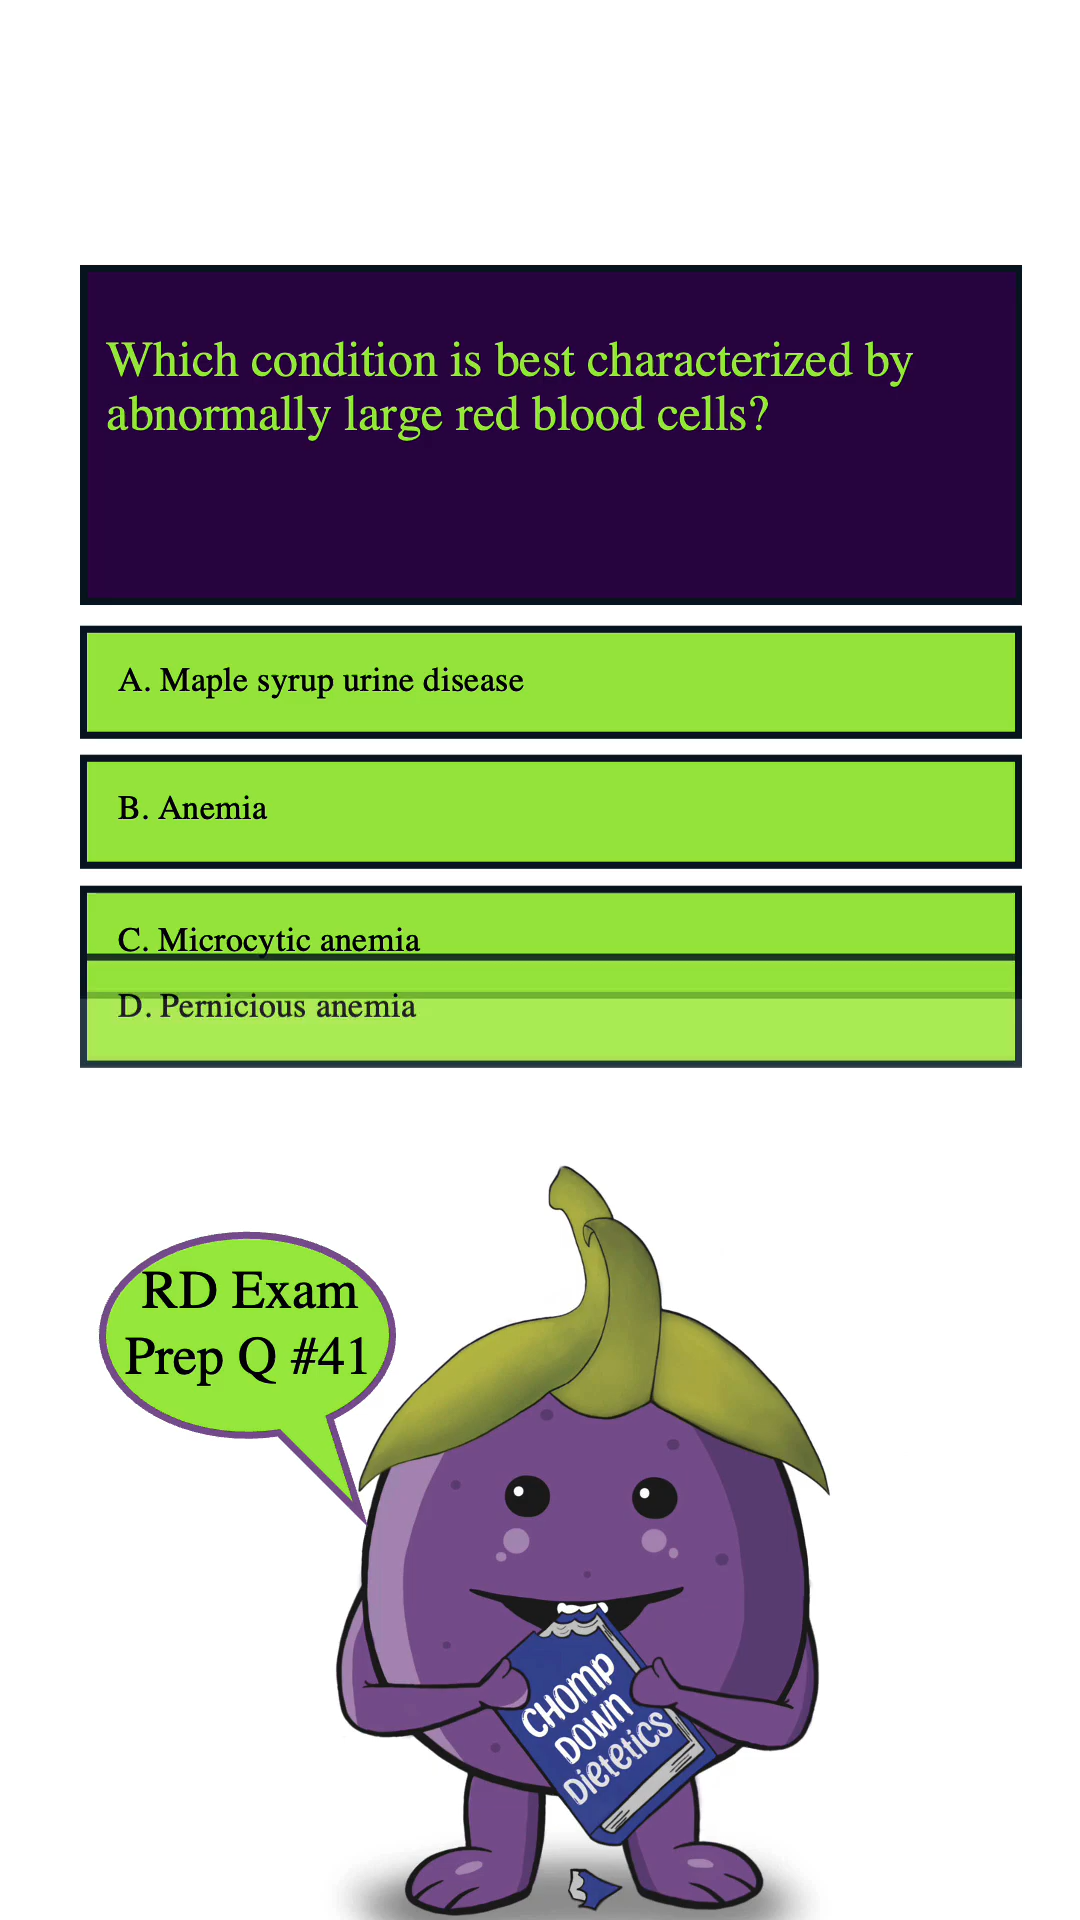 Which condition is best characterized by
abnormally large red blood cells?
A. Maple syrup urine disease
B. Anemia
C. Microcytic anemia
D. Pernicious anemia
RD Exam
Prep Q #41
CHOMP
DOWN
Dietetics